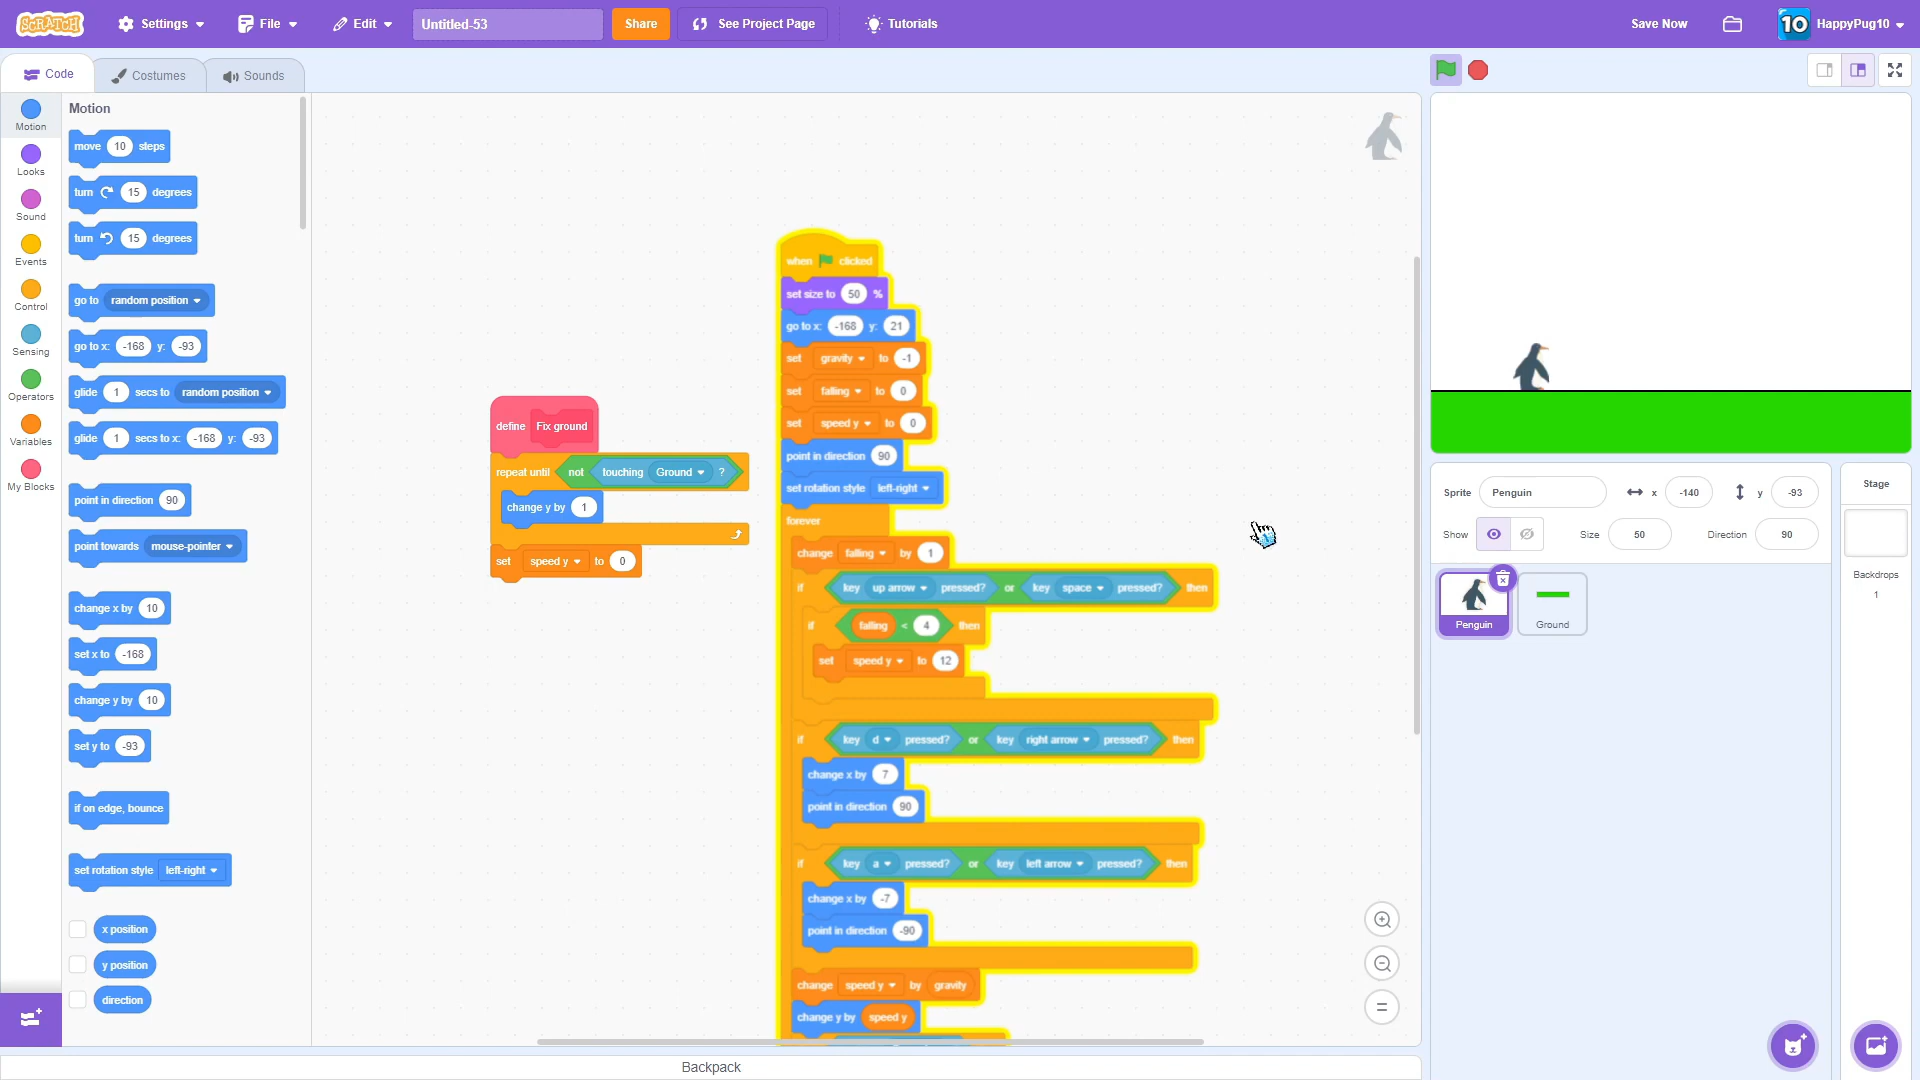 SCRATCH
Settings
File
Edit
Untitled-53
Share
See Project Page
Tutorials
Save Now
10
HappyPug10
Code
Costumes
Sounds
Motion
Looks
Sound
Events
Control
Sensing
Operators
Variables
My Blocks
Motion
move 10 steps
turn 15 degrees
turn 15 degrees
go to random position
go to x: -168 y: -93
glide 1 secs to random position
glide 1 secs to x: -168 y: -93
point in direction 90
point towards mouse-pointer
change x by 10
set x to -168
change y by 10
set y to -93
if on edge, bounce
set rotation style left-right
x position
y position
direction
define Fix ground
repeat until not touching Ground ?
change y by 1
set speed y to 0
when clicked
set size to 50 %
go to x: -168 y: 21
set gravity to -1
set falling to 0
set speed y to 0
point in direction 90
set rotation style left-right
forever
change falling by 1
if key up arrow pressed? or key space pressed? then
if falling < 4 then
set speed y to 12
if key d pressed? or key right arrow pressed? then
change x by 7
point in direction 90
if key a pressed? or key left arrow pressed? then
change x by -7
point in direction -90
change speed y by gravity
change y by speed y
Backpack
Sprite Penguin x -140 y -93
Show Size 50 Direction 90
Penguin
Ground
Stage
Backdrops
1